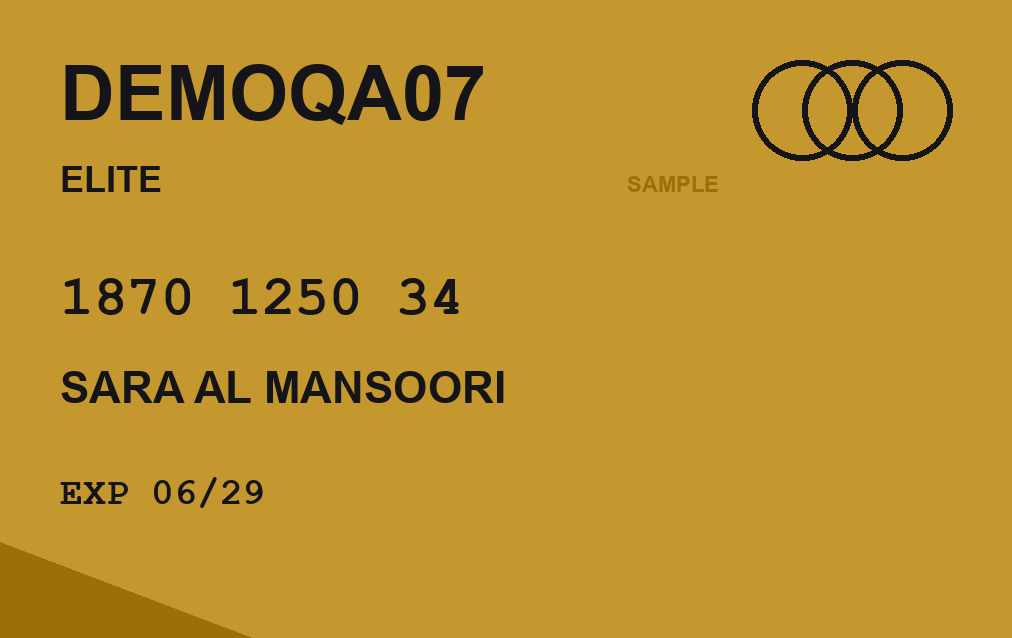 DEMOQA07
ELITE
SAMPLE
1870 1250 34
SARA AL MANSOORI
EXP 06/29